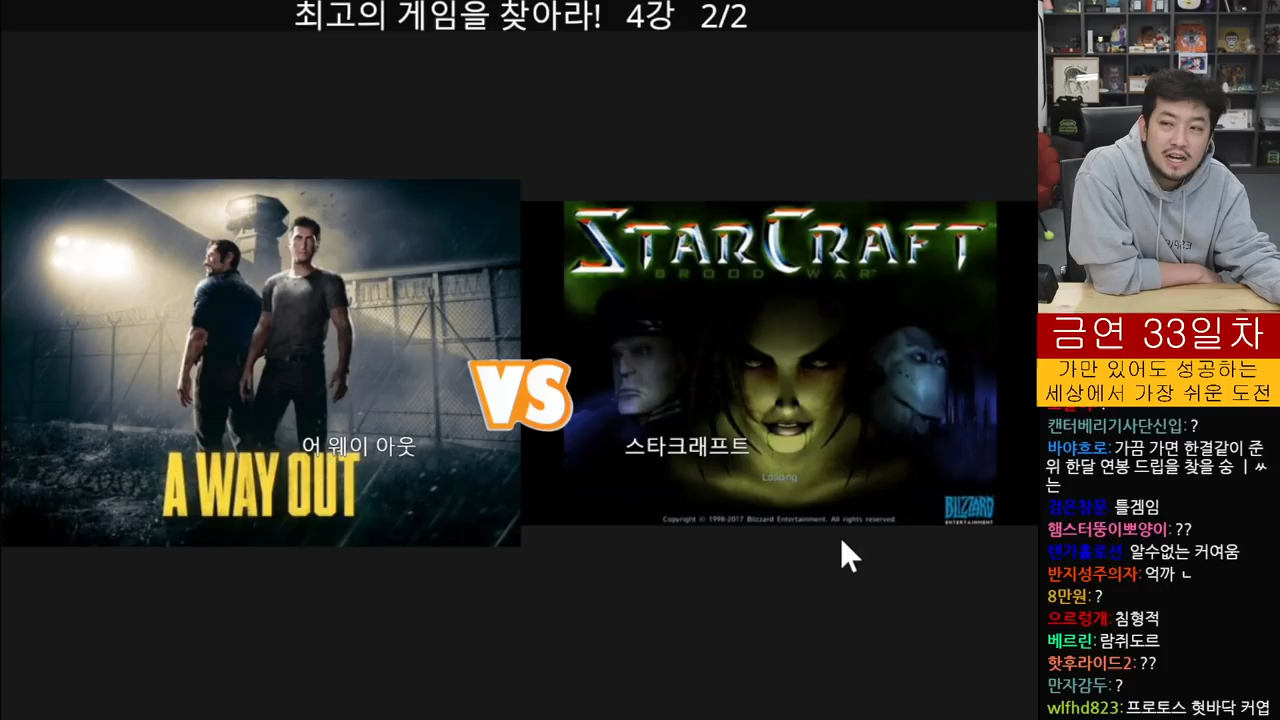 최고의 게임을 찾아라! 4강 2/2
어 웨이 아웃
A WAY OUT
VS
STARCRAFT
BROOD WAR
스타크래프트
Loading
BLIZZARD
ENTERTAINMENT
Copyright © 1998-2017 Blizzard Entertainment. All rights reserved.
금연 33일차
가만 있어도 성공하는
세상에서 가장 쉬운 도전
캔터베리기사단신입: ?
바야흐로: 가끔 가면 한결같이 준
위 한달 연봉 드립을 찾을 숭 ㅣㅆ
는
틀겜임
햄스터뚱이뽀양이: ??
알수없는 커여움
반지성주의자: 억까 ㄴ
8만원: ?
으르렁개: 침형적
베르린: 람쥐도르
핫후라이드2: ??
만자감두: ?
wlfhd823: 프로토스 혓바닥 커엽